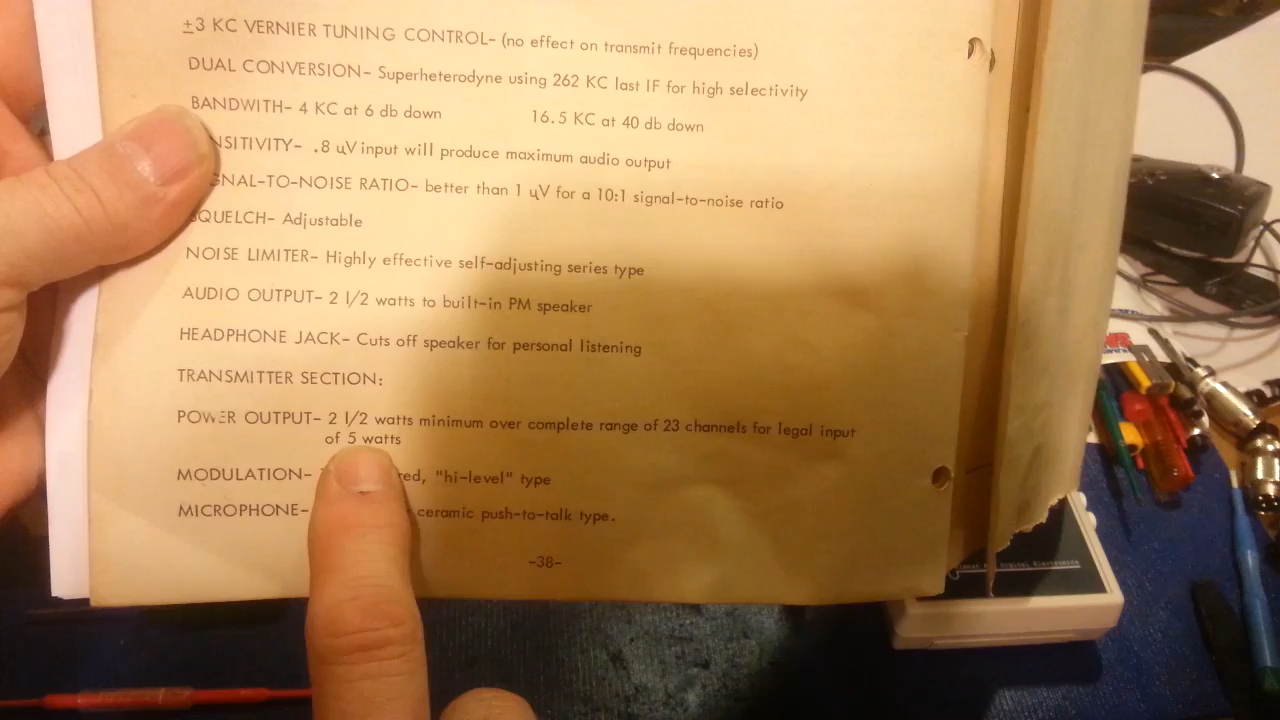 ±3 KC VERNIER TUNING CONTROL- (no effect on transmit frequencies)
DUAL CONVERSION- Superheterodyne using 262 KC last IF for high selectivity
BANDWITH- 4 KC at 6 db down 16.5 KC at 40 db down
NSITIVITY- .8 uV input will produce maximum audio output
GNAL-TO-NOISE RATIO- better than 1 uV for a 10:1 signal-to-noise ratio
SQUELCH- Adjustable
NOISE LIMITER- Highly effective self-adjusting series type
AUDIO OUTPUT- 2 1/2 watts to built-in PM speaker
HEADPHONE JACK- Cuts off speaker for personal listening
TRANSMITTER SECTION:
POWER OUTPUT- 2 1/2 watts minimum over complete range of 23 channels for legal input
of 5 watts
MODULATION- red, "hi-level" type
MICROPHONE- ceramic push-to-talk type.
-38-
Digital Electronics